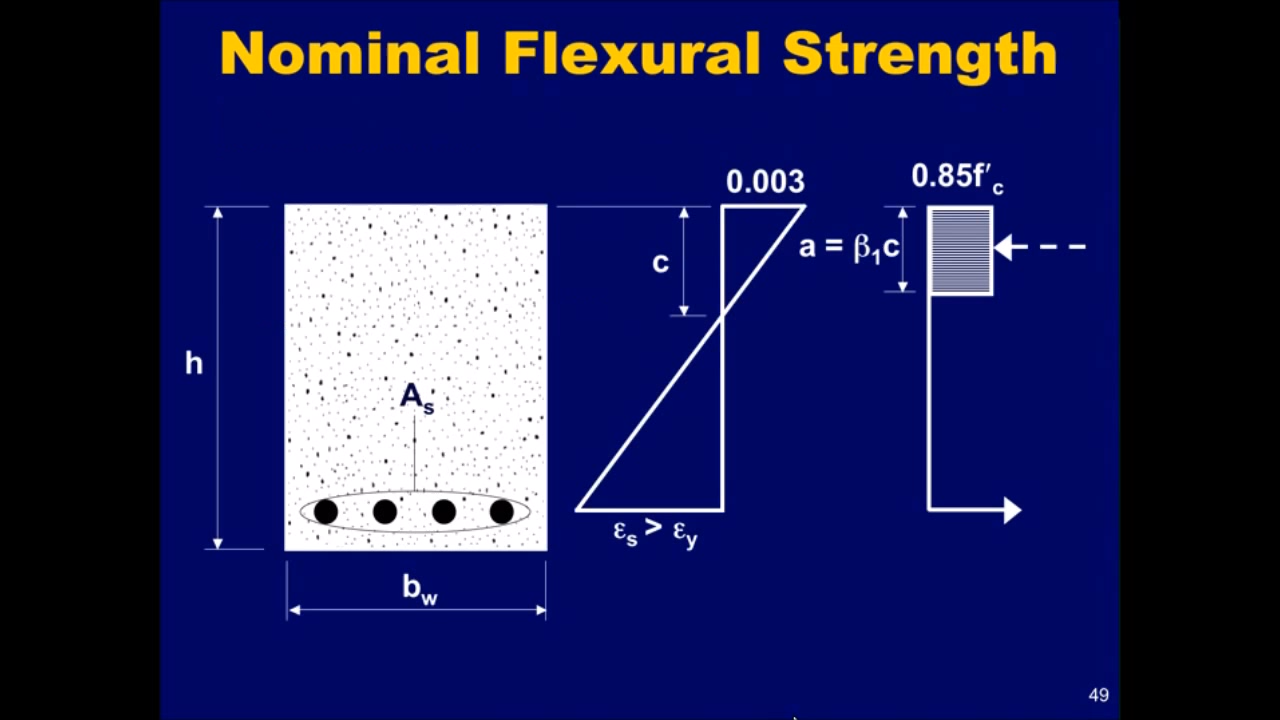 Nominal Flexural Strength
0.003
0.85f′c
c
a = β1c
h
As
εs > εy
bw
49